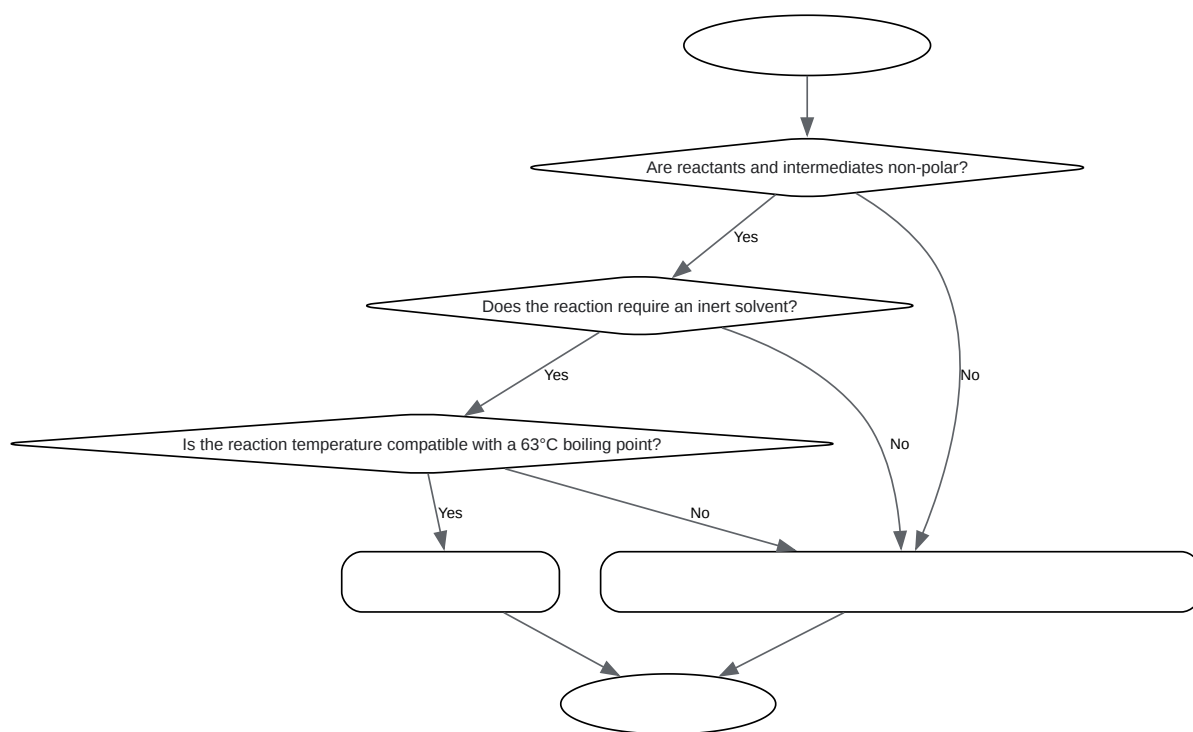 Are reactants and intermediates non-polar?
Yes
Does the reaction require an inert solvent?
Yes
No
Is the reaction temperature compatible with a 63°C boiling point?
No
Yes
No